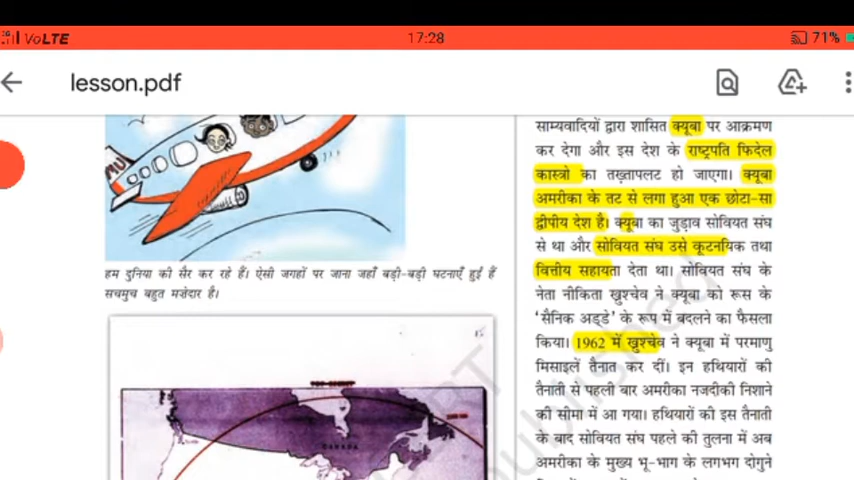 VoLTE
17:28
71%
lesson.pdf
MU
हम दुनिया की सैर कर रहे हैं। ऐसी जगहों पर जाना जहाँ बड़ी-बड़ी घटनाएँ हुई हैं
सचमुच बहुत मज़ेदार है।
CANADA
साम्यवादियों द्वारा शासित क्यूबा पर आक्रमण
कर देगा और इस देश के राष्ट्रपति फिदेल
कास्त्रो का तख़्तापलट हो जाएगा। क्यूबा
अमरीका के तट से लगा हुआ एक छोटा-सा
द्वीपीय देश है। क्यूबा का जुड़ाव सोवियत संघ
से था और सोवियत संघ उसे कूटनयिक तथा
वित्तीय सहायता देता था। सोवियत संघ के
नेता नीकिता ख्रुश्चेव ने क्यूबा को रूस के
'सैनिक अड्डे' के रूप में बदलने का फैसला
किया। 1962 में ख्रुश्चेव ने क्यूबा में परमाणु
मिसाइलें तैनात कर दीं। इन हथियारों की
तैनाती से पहली बार अमरीका नजदीकी निशाने
की सीमा में आ गया। हथियारों की इस तैनाती
के बाद सोवियत संघ पहले की तुलना में अब
अमरीका के मुख्य भू-भाग के लगभग दोगुने
published